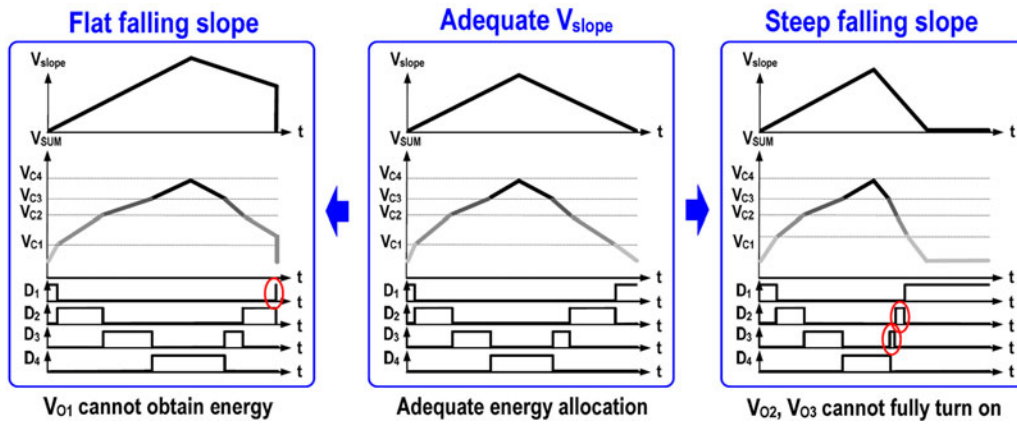 Flat falling slope
Adequate Vslope
Steep falling slope
Vslope
t
VSUM
VC4
VC3
VC2
VC1
t
D1
t
D2
t
D3
t
D4
t
VO1 cannot obtain energy
Vslope
t
VSUM
VC4
VC3
VC2
VC1
t
D1
t
D2
t
D3
t
D4
t
Adequate energy allocation
Vslope
t
VSUM
VC4
VC3
VC2
VC1
t
D1
t
D2
t
D3
t
D4
t
VO2, VO3 cannot fully turn on